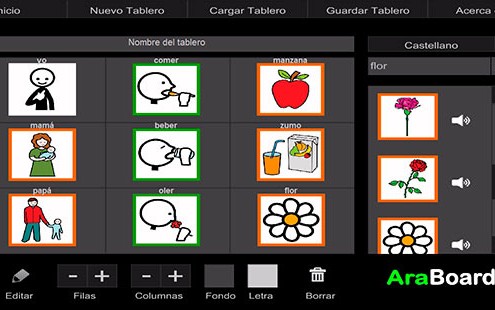 nicio Nuevo Tablero Cargar Tablero Guardar Tablero Acerca
Nombre del tablero
Castellano
flor
yo comer manzana
mamá beber zumo
papá oler flor
Editar Filas Columnas Fondo Letra Borrar
AraBoard